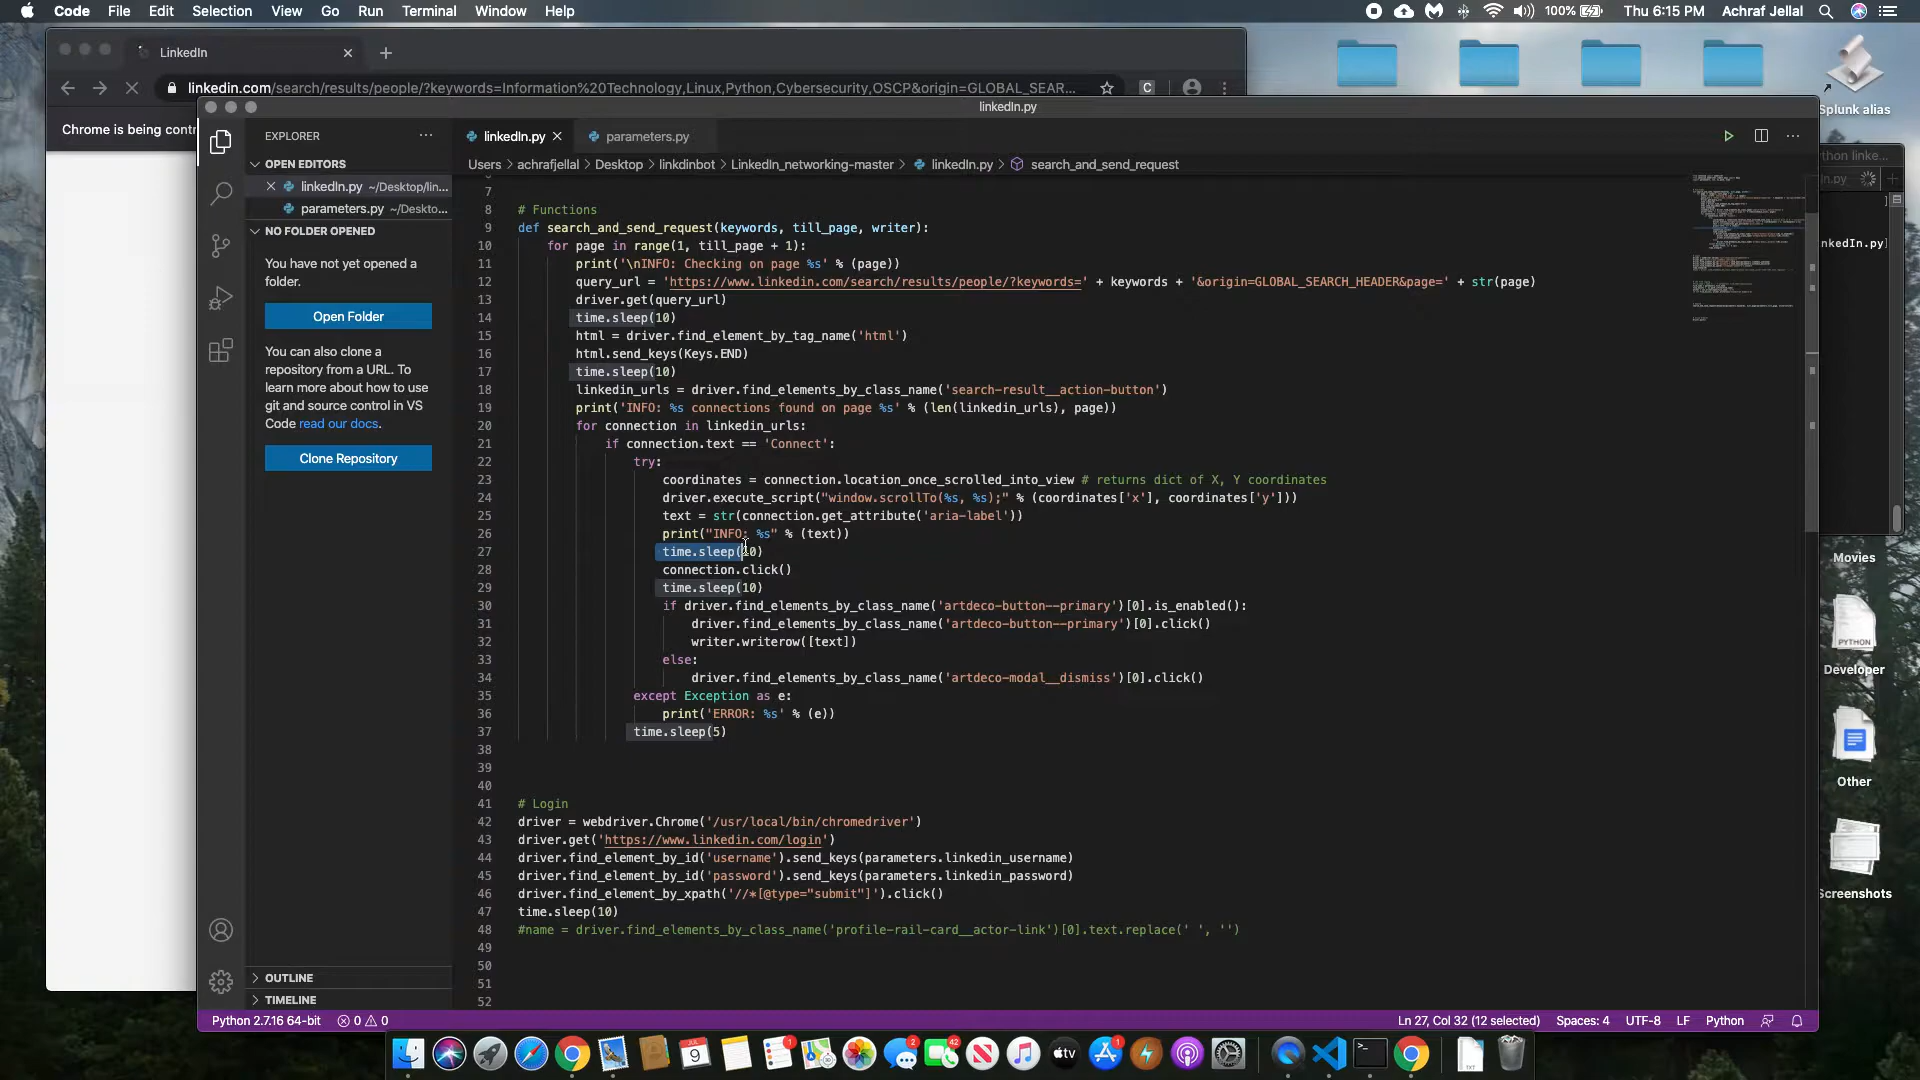 Code File Edit Selection View Go Run Terminal Window Help
100% Thu 6:15 PM Achraf Jellal
LinkedIn
linkedin.com/search/results/people/?keywords=Information%20Technology,Linux,Python,Cybersecurity,OSCP&origin=GLOBAL_SEAR...
C
Splunk alias
linkedIn.py
Chrome is being contr
EXPLORER
OPEN EDITORS
linkedIn.py ~/Desktop/lin...
parameters.py ~/Deskto...
NO FOLDER OPENED
You have not yet opened a
folder.
Open Folder
You can also clone a
repository from a URL. To
learn more about how to use
git and source control in VS
Code read our docs.
Clone Repository
OUTLINE
TIMELINE
linkedIn.py
parameters.py
Users > achrafjellal > Desktop > linkdinbot > LinkedIn_networking-master > linkedIn.py > search_and_send_request
7
8 # Functions
9 def search_and_send_request(keywords, till_page, writer):
10 for page in range(1, till_page + 1):
11 print('\nINFO: Checking on page %s' % (page))
12 query_url = 'https://www.linkedin.com/search/results/people/?keywords=' + keywords + '&origin=GLOBAL_SEARCH_HEADER&page=' + str(page)
13 driver.get(query_url)
14 time.sleep(10)
15 html = driver.find_element_by_tag_name('html')
16 html.send_keys(Keys.END)
17 time.sleep(10)
18 linkedin_urls = driver.find_elements_by_class_name('search-result__action-button')
19 print('INFO: %s connections found on page %s' % (len(linkedin_urls), page))
20 for connection in linkedin_urls:
21 if connection.text == 'Connect':
22 try:
23 coordinates = connection.location_once_scrolled_into_view # returns dict of X, Y coordinates
24 driver.execute_script("window.scrollTo(%s, %s);" % (coordinates['x'], coordinates['y']))
25 text = str(connection.get_attribute('aria-label'))
26 print("INFO: %s" % (text))
27 time.sleep(10)
28 connection.click()
29 time.sleep(10)
30 if driver.find_elements_by_class_name('artdeco-button--primary')[0].is_enabled():
31 driver.find_elements_by_class_name('artdeco-button--primary')[0].click()
32 writer.writerow([text])
33 else:
34 driver.find_elements_by_class_name('artdeco-modal__dismiss')[0].click()
35 except Exception as e:
36 print('ERROR: %s' % (e))
37 time.sleep(5)
38
39
40
41 # Login
42 driver = webdriver.Chrome('/usr/local/bin/chromedriver')
43 driver.get('https://www.linkedin.com/login')
44 driver.find_element_by_id('username').send_keys(parameters.linkedin_username)
45 driver.find_element_by_id('password').send_keys(parameters.linkedin_password)
46 driver.find_element_by_xpath('//*[@type="submit"]').click()
47 time.sleep(10)
48 #name = driver.find_elements_by_class_name('profile-rail-card__actor-link')[0].text.replace(' ', '')
49
50
51
52
Python 2.7.16 64-bit 0 0 Ln 27, Col 32 (12 selected) Spaces: 4 UTF-8 LF Python
thon linke...
In.py
nkedIn.py
Movies
PYTHON
Developer
Other
Screenshots
JUL
9
1
2
42
tv
1
TXT